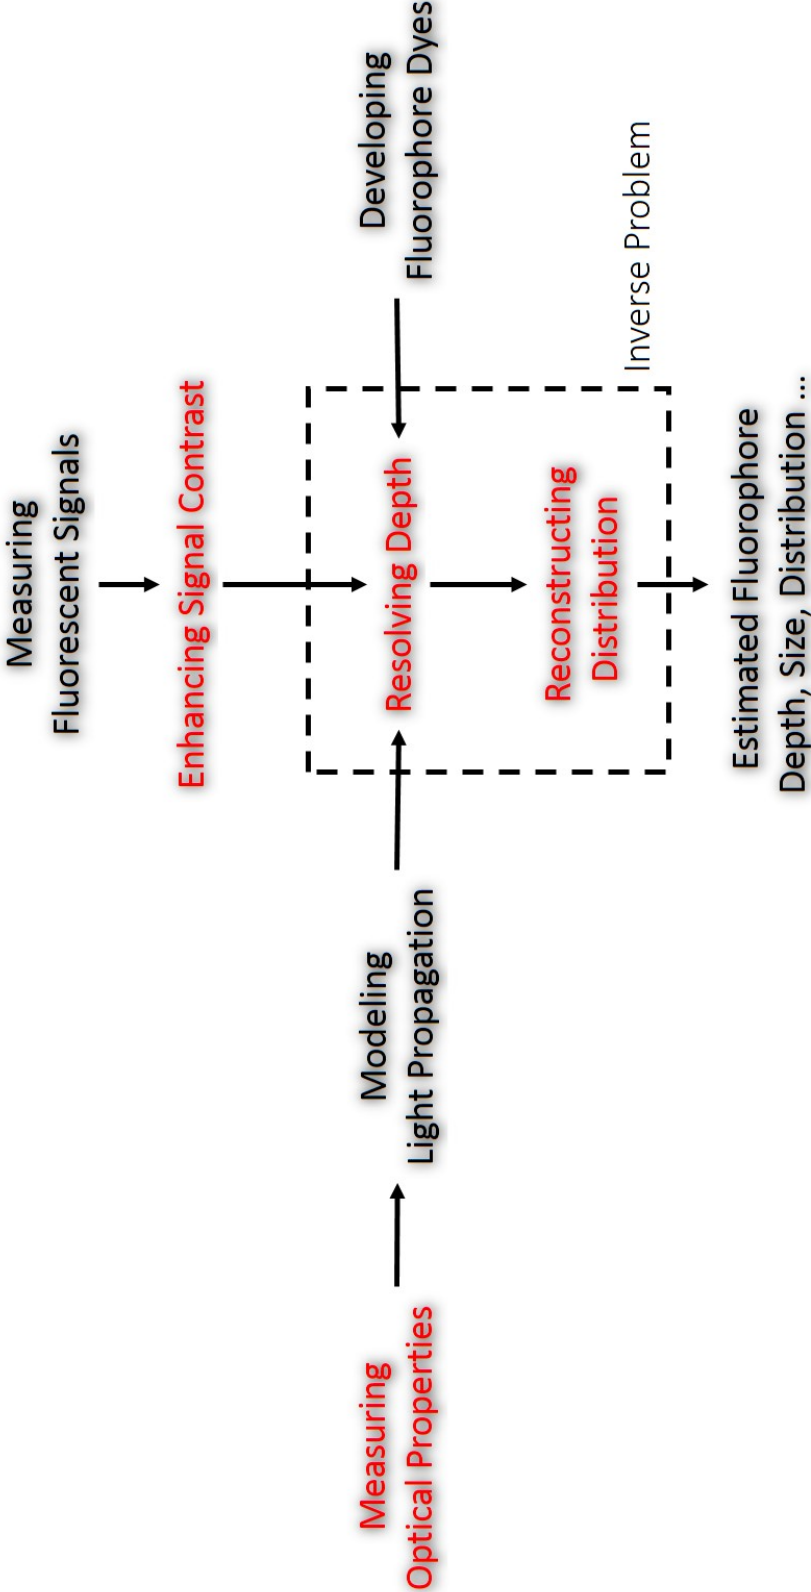 Measuring
Fluorescent Signals
Enhancing Signal Contrast
Measuring
Optical Properties
Modeling
Light Propagation
Resolving Depth
Developing
Fluorophore Dyes
Reconstructing
Distribution
Inverse Problem
Estimated Fluorophore
Depth, Size, Distribution ...